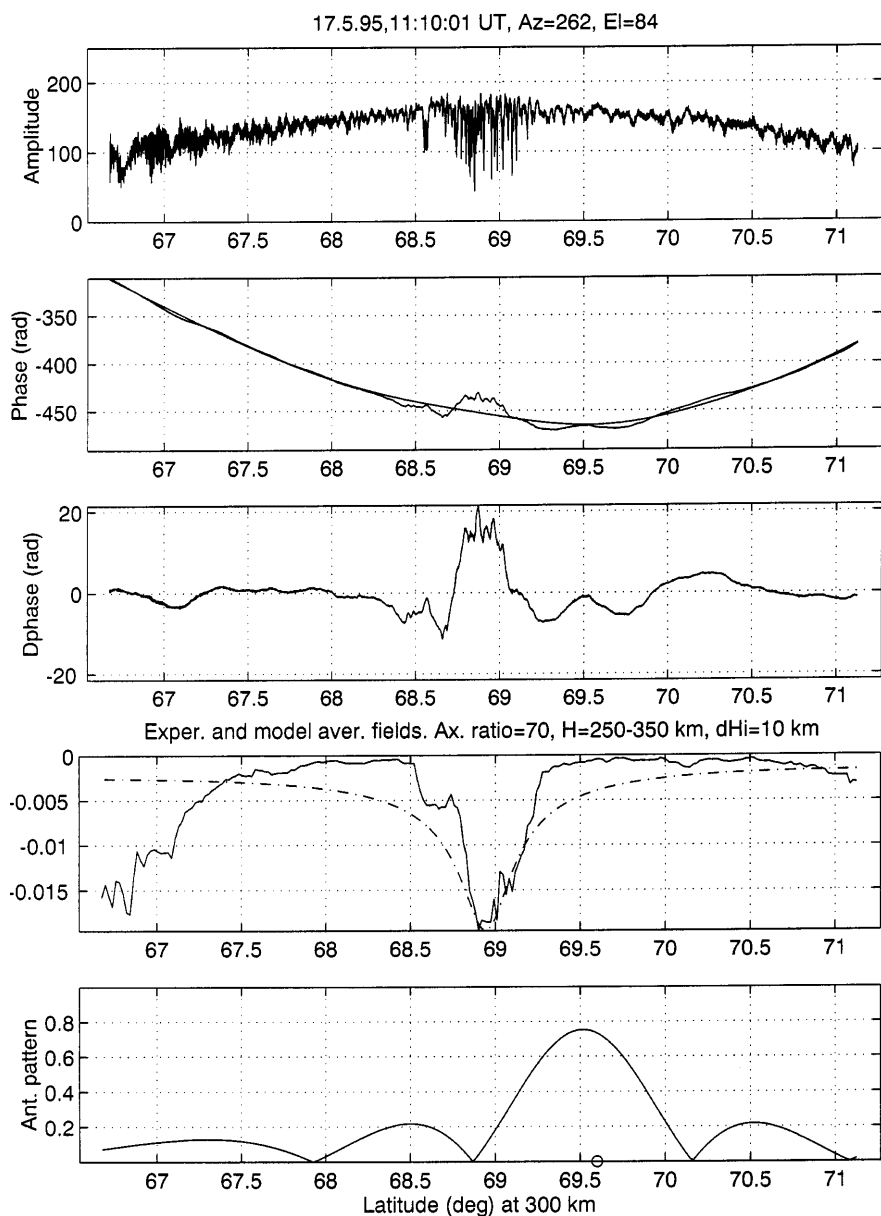 17.5.95,11:10:01 UT, Az=262, El=84
Amplitude
200
100
0
67 67.5 68 68.5 69 69.5 70 70.5 71
Phase (rad)
-350
-400
-450
67 67.5 68 68.5 69 69.5 70 70.5 71
Dphase (rad)
20
0
-20
67 67.5 68 68.5 69 69.5 70 70.5 71
Exper. and model aver. fields. Ax. ratio=70, H=250-350 km, dHi=10 km
0
-0.005
-0.01
-0.015
67 67.5 68 68.5 69 69.5 70 70.5 71
Ant. pattern
0.8
0.6
0.4
0.2
67 67.5 68 68.5 69 69.5 70 70.5 71
Latitude (deg) at 300 km